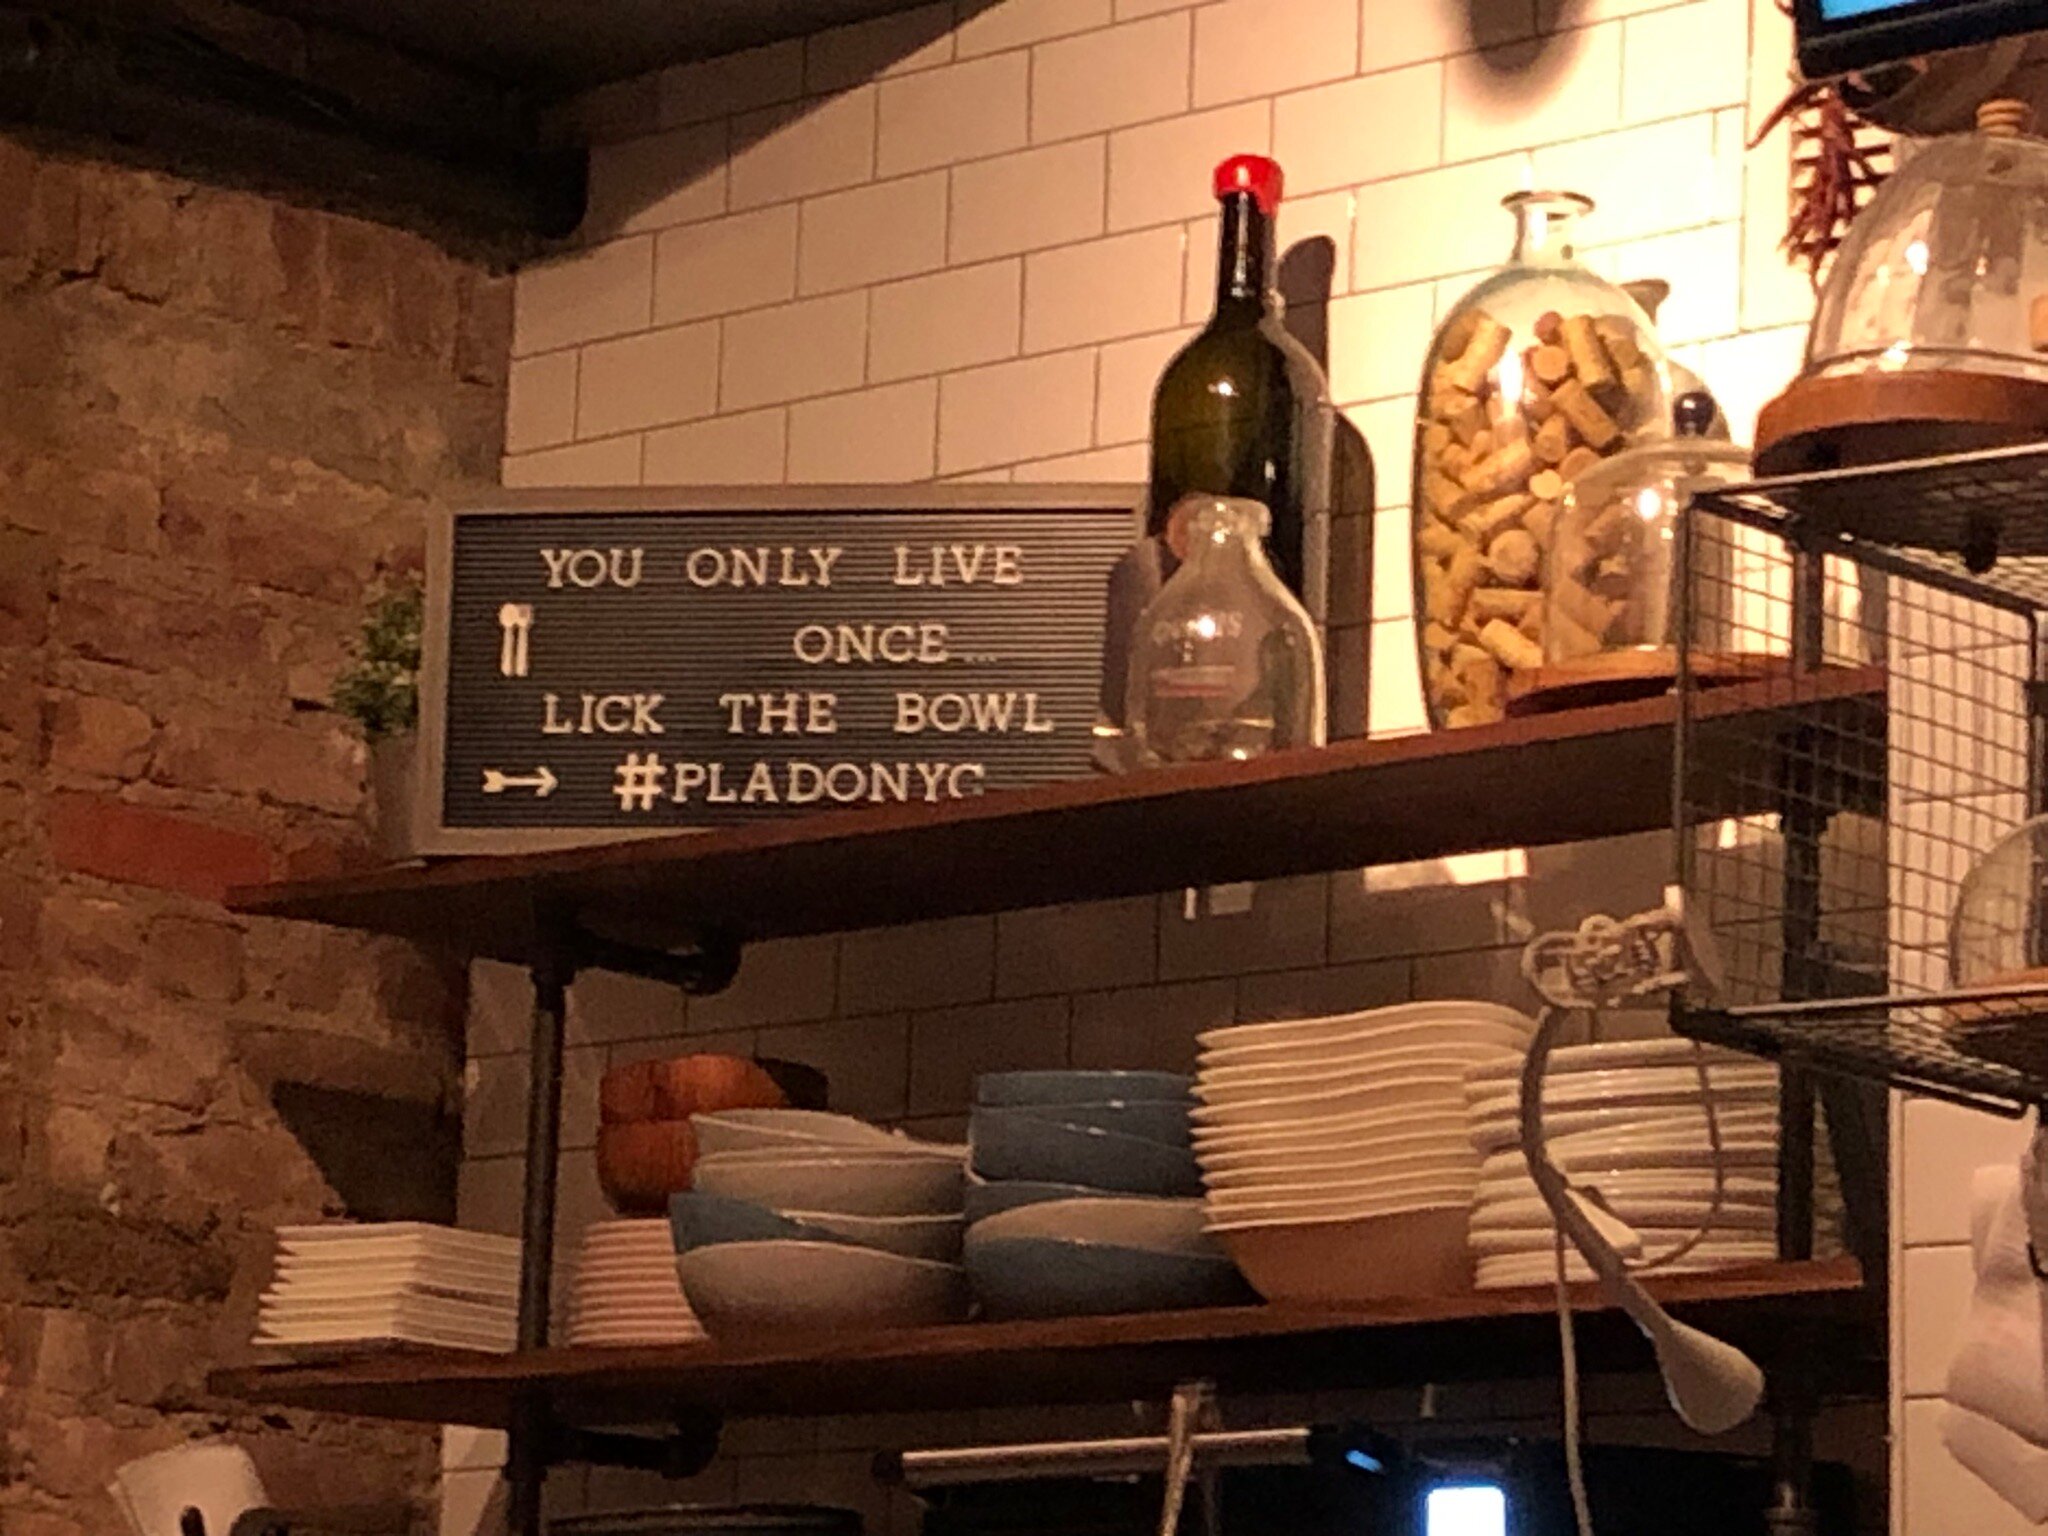 YOU ONLY LIVE
ONCE...
LICK THE BOWL
#PLADONYC